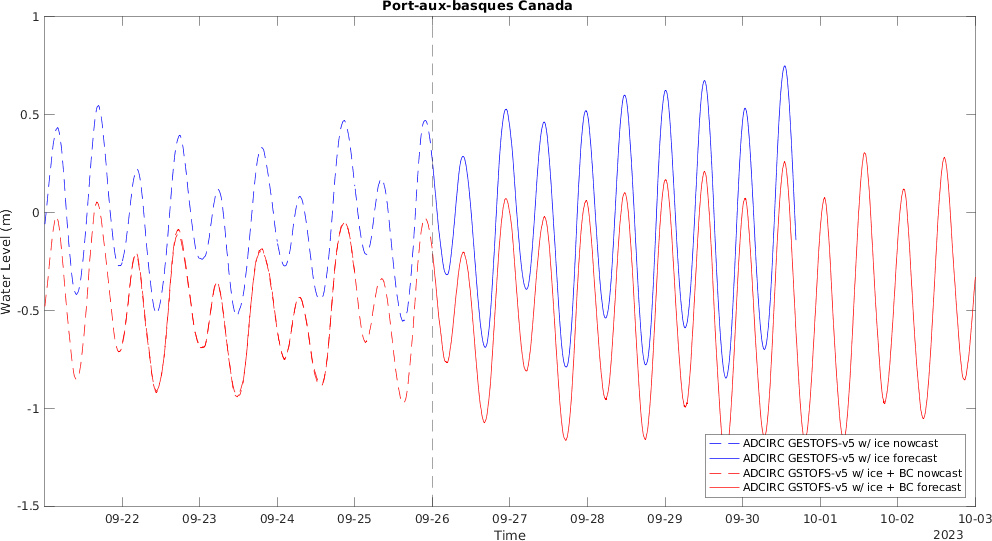 Port-aux-basques Canada
1
0.5
0
-0.5
-1
-1.5
Water Level (m)
ADCIRC GESTOFS-v5 w/ ice nowcast
ADCIRC GESTOFS-v5 w/ ice forecast
ADCIRC GSTOFS-v5 w/ ice + BC nowcast
ADCIRC GSTOFS-v5 w/ ice + BC forecast
09-22 09-23 09-24 09-25 09-26 09-27 09-28 09-29 09-30 10-01 10-02 10-03
Time
2023